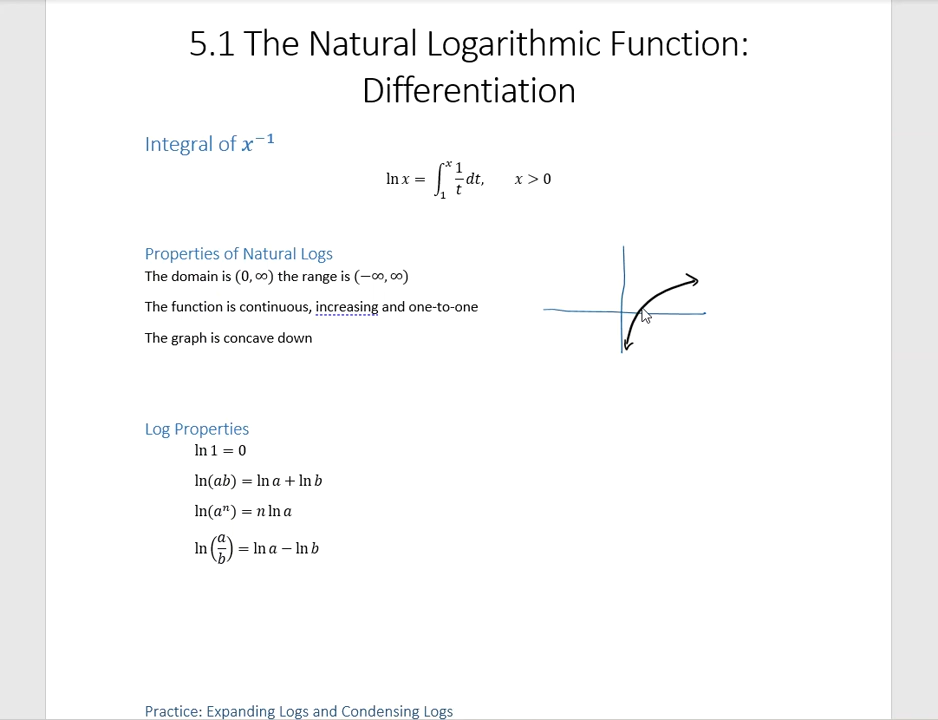 5.1 The Natural Logarithmic Function:
Differentiation
Integral of x⁻¹
ln x = ∫₁ˣ 1/t dt, x > 0
Properties of Natural Logs
The domain is (0, ∞) the range is (−∞, ∞)
The function is continuous, increasing and one-to-one
The graph is concave down
Log Properties
ln 1 = 0
ln(ab) = ln a + ln b
ln(aⁿ) = n ln a
ln(a/b) = ln a − ln b
Practice: Expanding Logs and Condensing Logs